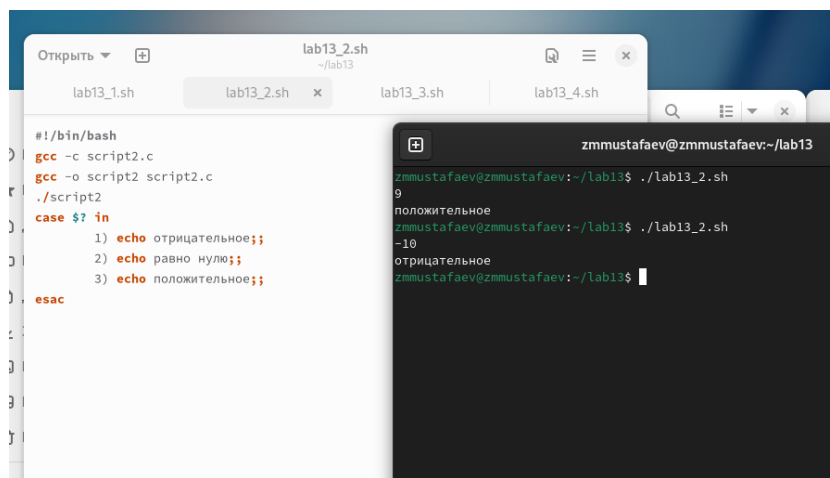 Открыть
lab13_2.sh
~/lab13
lab13_1.sh
lab13_2.sh
lab13_3.sh
lab13_4.sh
#!/bin/bash
gcc -c script2.c
gcc -o script2 script2.c
./script2
case $? in
1) echo отрицательное;;
2) echo равно нулю;;
3) echo положительное;;
esac
zmmustafaev@zmmustafaev:~/lab13
zmmustafaev@zmmustafaev:~/lab13$ ./lab13_2.sh
9
положительное
zmmustafaev@zmmustafaev:~/lab13$ ./lab13_2.sh
-10
отрицательное
zmmustafaev@zmmustafaev:~/lab13$